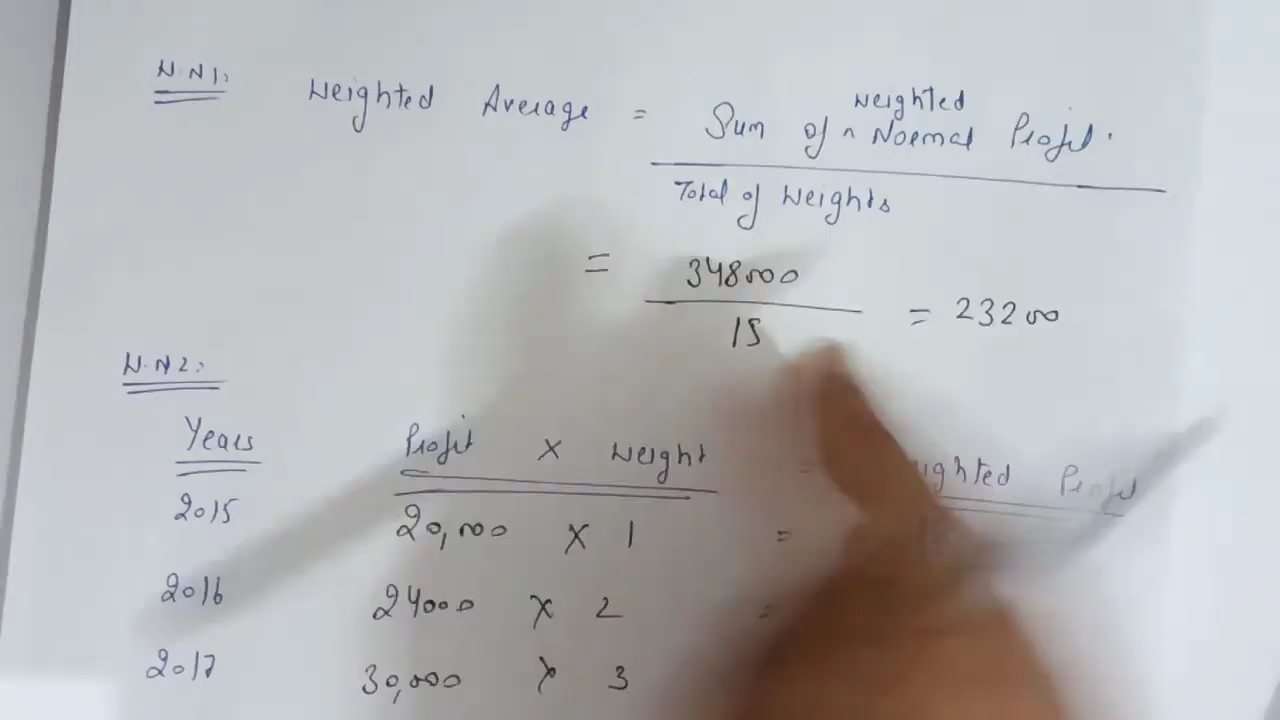 W.N1:
Weighted Average = Sum of ^ weighted Normal Profit.
Total of Weights
= 348000
15
= 23200
W.N2:
Years Profit X Weight = Profit
2015 20,000 X 1 =
2016 24000 X 2 =
2017 30,000 X 3